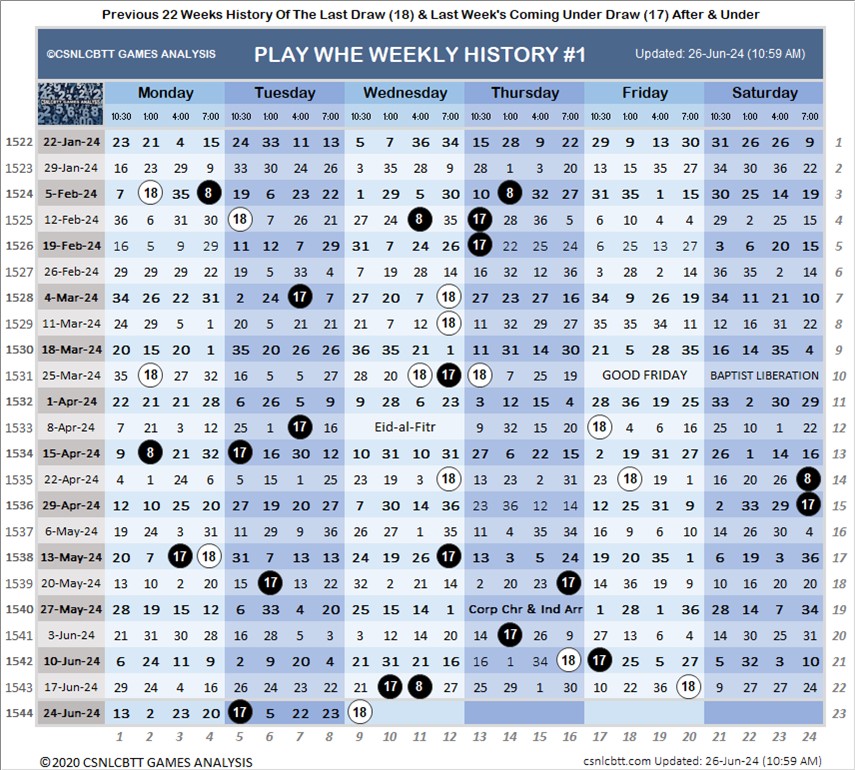 Previous 22 Weeks History Of The Last Draw (18) & Last Week's Coming Under Draw (17) After & Under
©CSNLCBTT GAMES ANALYSIS PLAY WHE WEEKLY HISTORY #1 Updated: 26-Jun-24 (10:59 AM)
CSNLCBTT GAMES ANALYSIS Monday Tuesday Wednesday Thursday Friday Saturday
10:30 1:00 4:00 7:00 10:30 1:00 4:00 7:00 10:30 1:00 4:00 7:00 10:30 1:00 4:00 7:00 10:30 1:00 4:00 7:00 10:30 1:00 4:00 7:00
1522 22-Jan-24 23 21 4 15 24 33 11 13 5 7 36 34 15 28 9 22 29 9 13 30 31 26 26 9 1
1523 29-Jan-24 16 23 29 9 33 30 24 26 3 35 28 9 28 1 3 20 13 15 35 27 34 30 36 22 2
1524 5-Feb-24 7 18 35 8 19 6 23 22 1 29 5 30 10 8 32 27 31 35 1 15 30 25 14 19 3
1525 12-Feb-24 36 6 31 30 18 7 26 21 27 24 8 35 17 28 36 5 6 10 4 4 29 2 25 15 4
1526 19-Feb-24 16 5 9 29 11 12 7 29 31 7 24 26 17 22 25 24 6 25 13 27 3 6 20 15 5
1527 26-Feb-24 29 29 22 22 19 5 33 4 7 19 28 14 16 32 12 36 3 28 2 14 36 35 2 14 6
1528 4-Mar-24 34 26 22 31 2 24 17 7 27 20 7 18 27 23 27 16 34 9 26 19 34 11 21 10 7
1529 11-Mar-24 24 29 5 1 20 5 21 21 21 7 12 18 11 32 29 29 35 35 34 11 12 16 31 22 8
1530 18-Mar-24 20 15 20 1 35 20 26 26 36 35 21 1 11 31 14 30 21 5 28 35 16 14 35 4 9
1531 25-Mar-24 35 18 27 32 16 5 5 27 28 20 18 17 18 7 25 19 GOOD FRIDAY BAPTIST LIBERATION 10
1532 1-Apr-24 22 21 21 28 6 26 5 9 9 28 6 23 3 12 15 4 28 36 19 25 33 2 30 29 11
1533 8-Apr-24 7 21 3 12 25 1 17 16 Eid-al-Fitr 9 32 15 20 18 4 6 16 25 10 1 22 12
1534 15-Apr-24 9 8 21 32 17 16 30 12 10 31 10 31 27 6 22 15 2 19 31 27 26 1 14 16 13
1535 22-Apr-24 14 21 24 6 5 15 1 25 19 23 3 18 13 23 2 31 23 18 19 1 16 20 26 8 14
1536 29-Apr-24 12 10 25 20 27 19 20 27 7 30 14 36 23 36 12 14 12 25 31 9 2 33 29 17 15
1537 6-May-24 19 24 3 31 11 29 9 36 26 27 1 35 11 4 35 34 16 9 6 10 14 26 30 4 16
1538 13-May-24 20 7 17 18 31 7 13 13 24 19 26 17 13 3 5 24 19 20 35 1 6 19 3 36 17
1539 20-May-24 13 10 2 20 15 17 13 22 32 2 21 14 2 20 23 17 14 36 19 9 10 16 20 20 18
1540 27-May-24 28 19 15 12 6 33 4 20 25 15 14 1 Corp Chr & Ind Arr 1 28 1 36 28 14 7 34 19
1541 3-Jun-24 21 31 30 28 16 28 5 3 3 12 14 20 14 17 26 9 27 13 6 4 14 30 25 31 20
1542 10-Jun-24 6 24 11 9 2 9 20 4 21 31 21 16 16 1 34 18 17 25 5 27 5 32 3 10 21
1543 17-Jun-24 29 24 4 16 26 24 23 22 21 17 8 27 25 29 1 30 10 22 36 18 9 27 27 24 22
1544 24-Jun-24 13 2 23 20 17 5 22 23 18 23
1 2 3 4 5 6 7 8 9 10 11 12 13 14 15 16 17 18 19 20 21 22 23 24
©2020 CSNLCBTT GAMES ANALYSIS csnlcbtt.com Updated: 26-Jun-24 (10:59 AM)